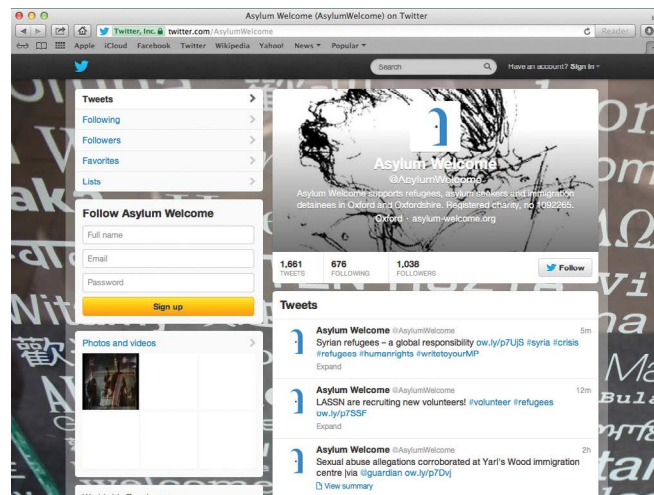 Asylum Welcome (AsylumWelcome) on Twitter
Twitter, Inc. twitter.com/AsylumWelcome
Reader
Apple iCloud Facebook Twitter Wikipedia Yahoo! News Popular
Search
Have an account? Sign in
Tweets
Following
Followers
Favorites
Lists
Follow Asylum Welcome
Full name
Email
Password
Sign up
Photos and videos
Asylum Welcome
@AsylumWelcome
Asylum Welcome supports refugees, asylum seekers and immigration
detainees in Oxford and Oxfordshire. Registered charity, no 1092265.
Oxford · asylum-welcome.org
1,661 676 1,038
TWEETS FOLLOWING FOLLOWERS
Follow
Tweets
Asylum Welcome @AsylumWelcome 5m
Syrian refugees – a global responsibility ow.ly/p7UjS #syria #crisis
#refugees #humanrights #writetoyourMP
Expand
Asylum Welcome @AsylumWelcome 12m
LASSN are recruiting new volunteers! #volunteer #refugees
ow.ly/p7SSF
Expand
Asylum Welcome @AsylumWelcome 2h
Sexual abuse allegations corroborated at Yarl's Wood immigration
centre |via @guardian ow.ly/p7Dvj
View summary